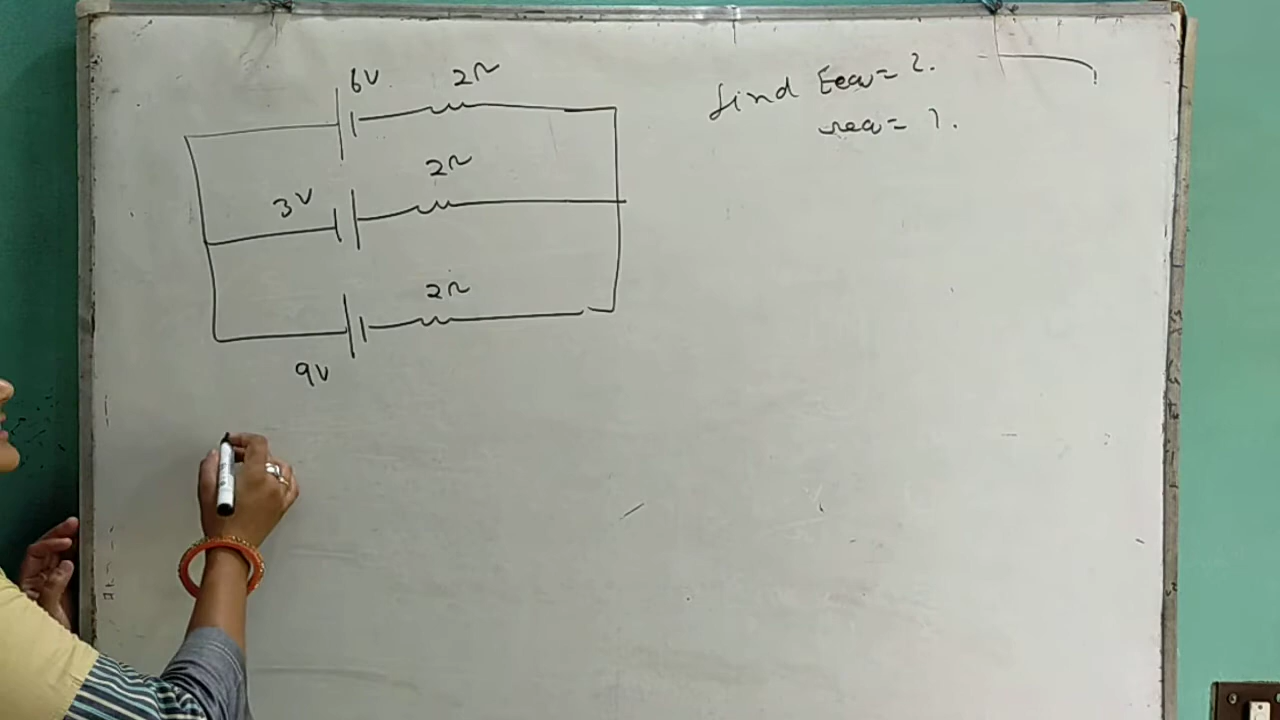 6V 2Ω
find Eeq = ?.
req = ?.
2Ω
3V
2Ω
9V